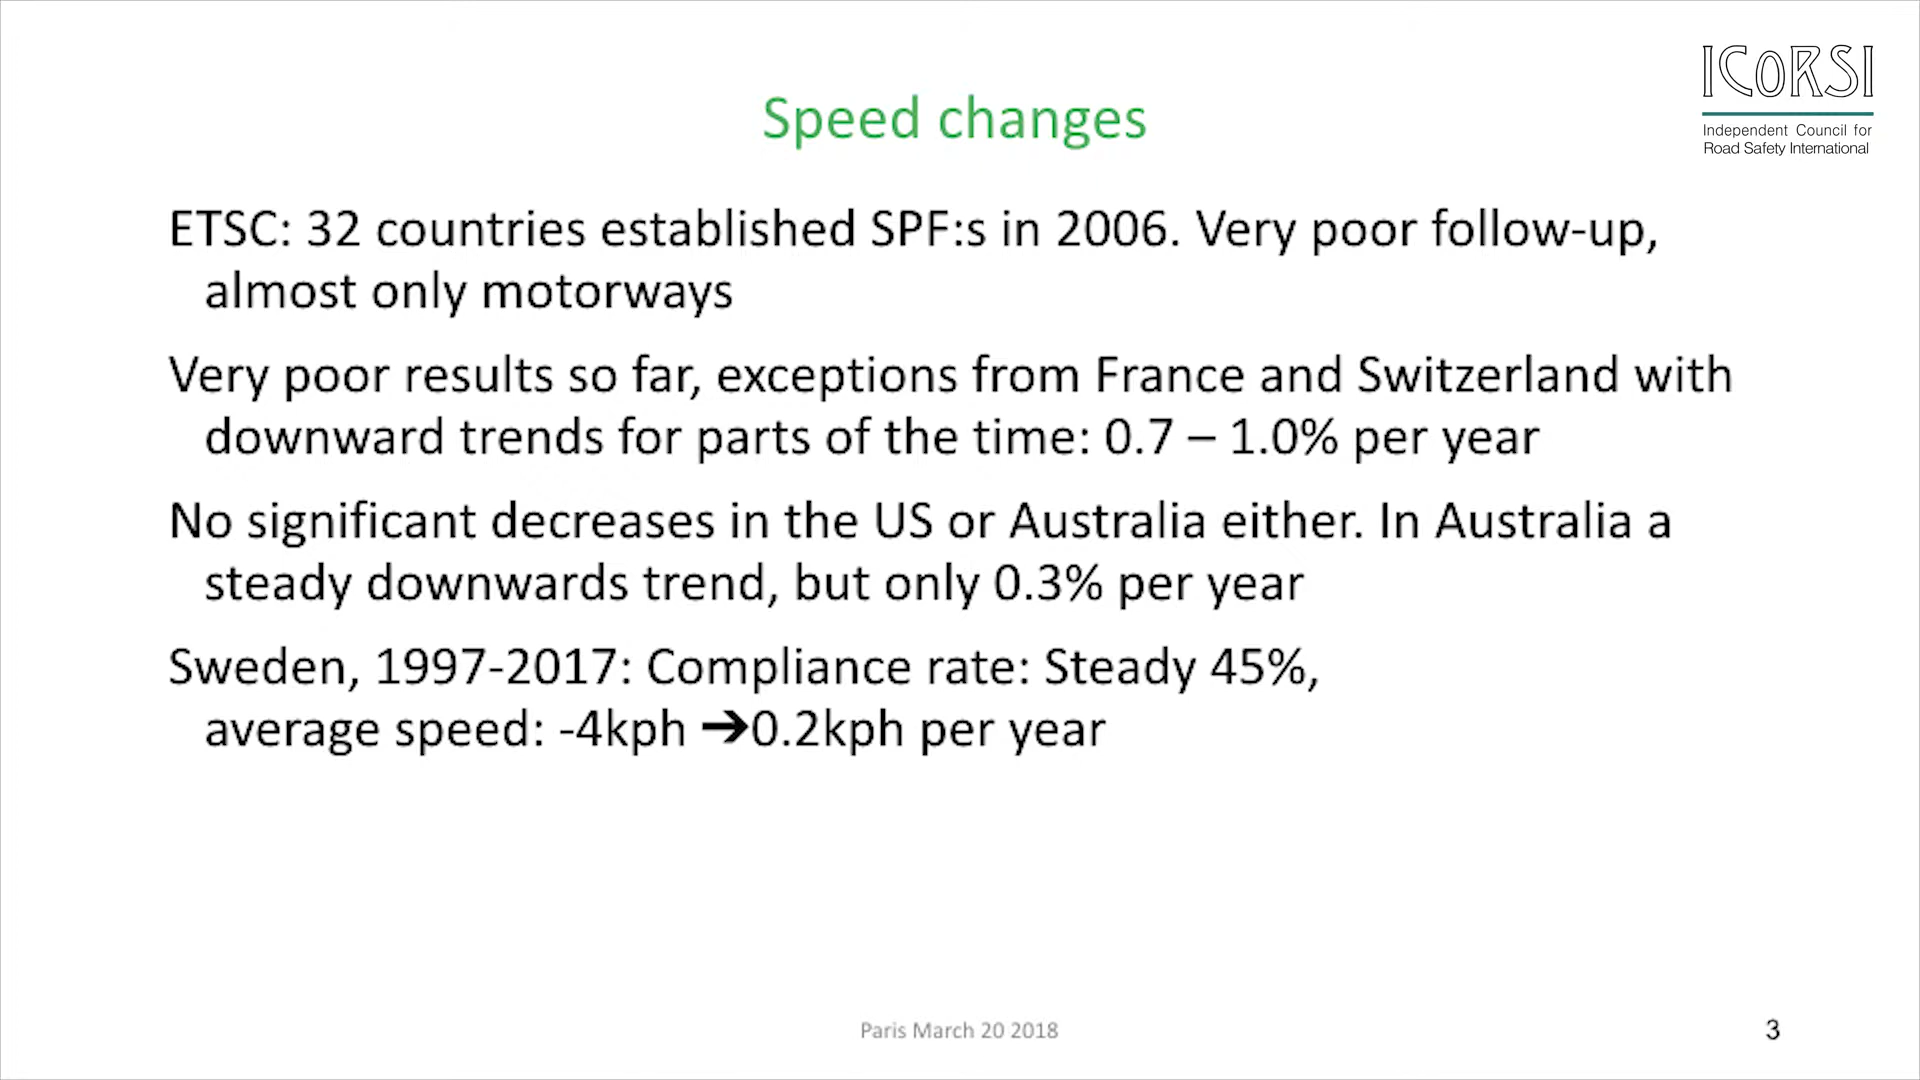 ICORSI
Independent Council for
Road Safety International
Speed changes
ETSC: 32 countries established SPF:s in 2006. Very poor follow-up,
almost only motorways
Very poor results so far, exceptions from France and Switzerland with
downward trends for parts of the time: 0.7 – 1.0% per year
No significant decreases in the US or Australia either. In Australia a
steady downwards trend, but only 0.3% per year
Sweden, 1997-2017: Compliance rate: Steady 45%,
average speed: -4kph ➔0.2kph per year
Paris March 20 2018
3